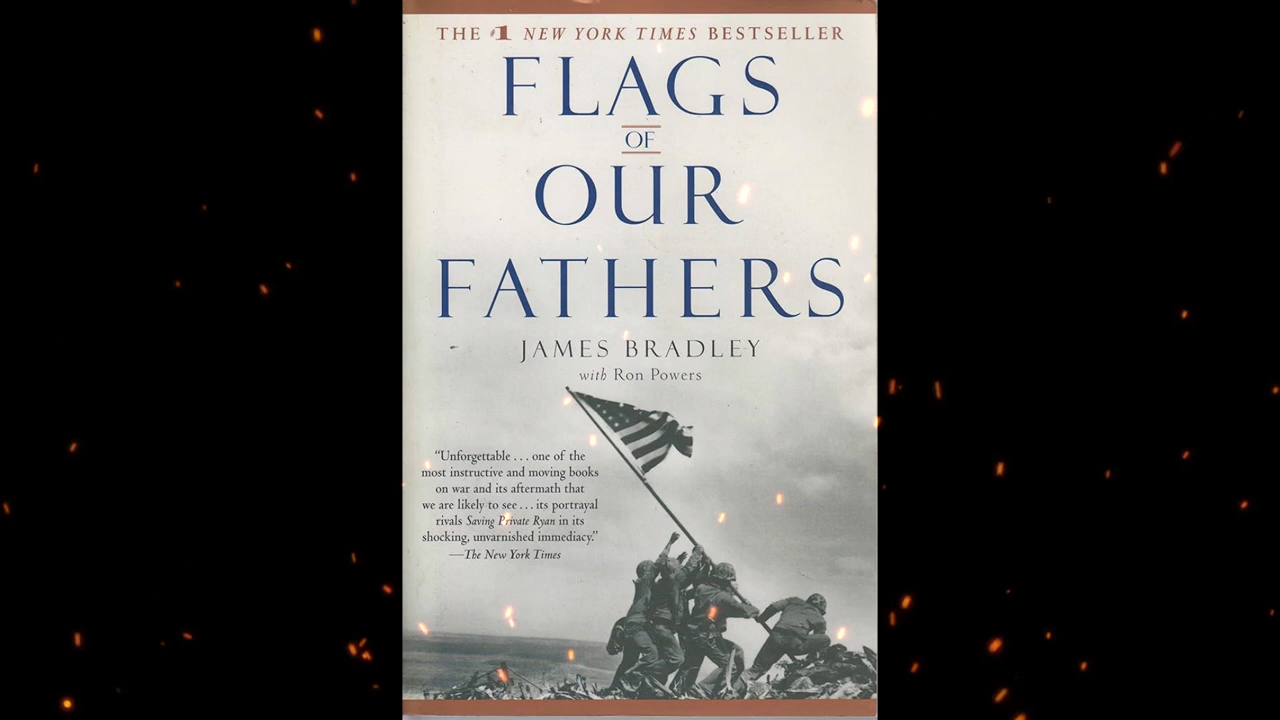 THE #1 NEW YORK TIMES BESTSELLER
FLAGS
OF
OUR
FATHERS
JAMES BRADLEY
with Ron Powers
“Unforgettable . . . one of the
most instructive and moving books
on war and its aftermath that
we are likely to see . . . its portrayal
rivals Saving Private Ryan in its
shocking, unvarnished immediacy.”
—The New York Times